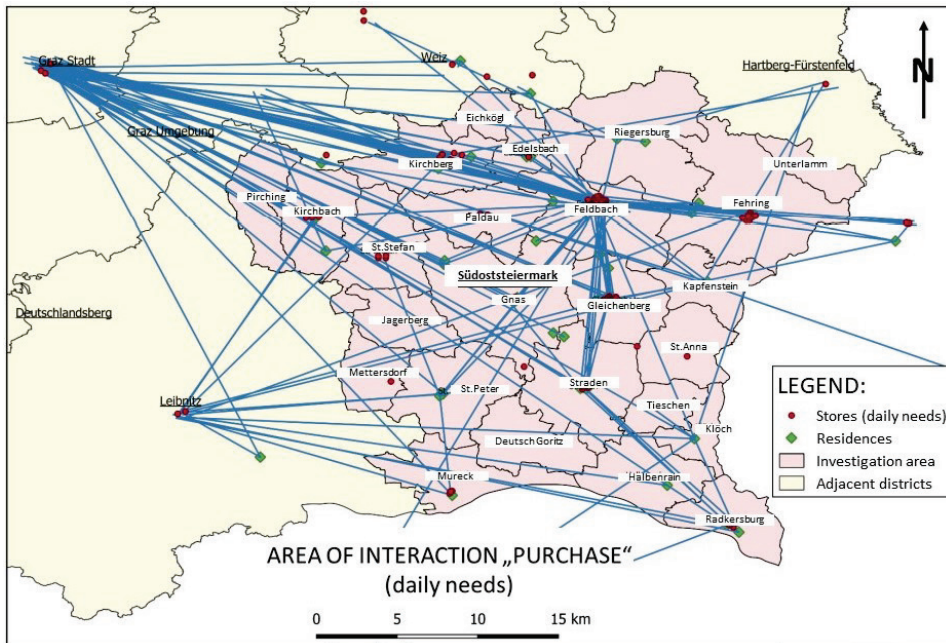 Graz Stadt
Weiz
Hartberg-Fürstenfeld
N
Eichkögl
Graz Umgebung
Riegersburg
Edelsbach
Kirchberg
Unterlamm
Pirching
Fehring
Kirchbach
Paldau
Feldbach
St.Stefan
Südoststeiermark
Kapfenstein
Gnas
Gleichenberg
Deutschlandsberg
Jagerberg
St.Anna
Mettersdorf
St.Peter
Straden
Leibnitz
Tieschen
Klöch
Deutsch Goritz
Mureck
Halbenrain
Radkersburg
LEGEND:
Stores (daily needs)
Residences
Investigation area
Adjacent districts
AREA OF INTERACTION „PURCHASE“
(daily needs)
0 5 10 15 km